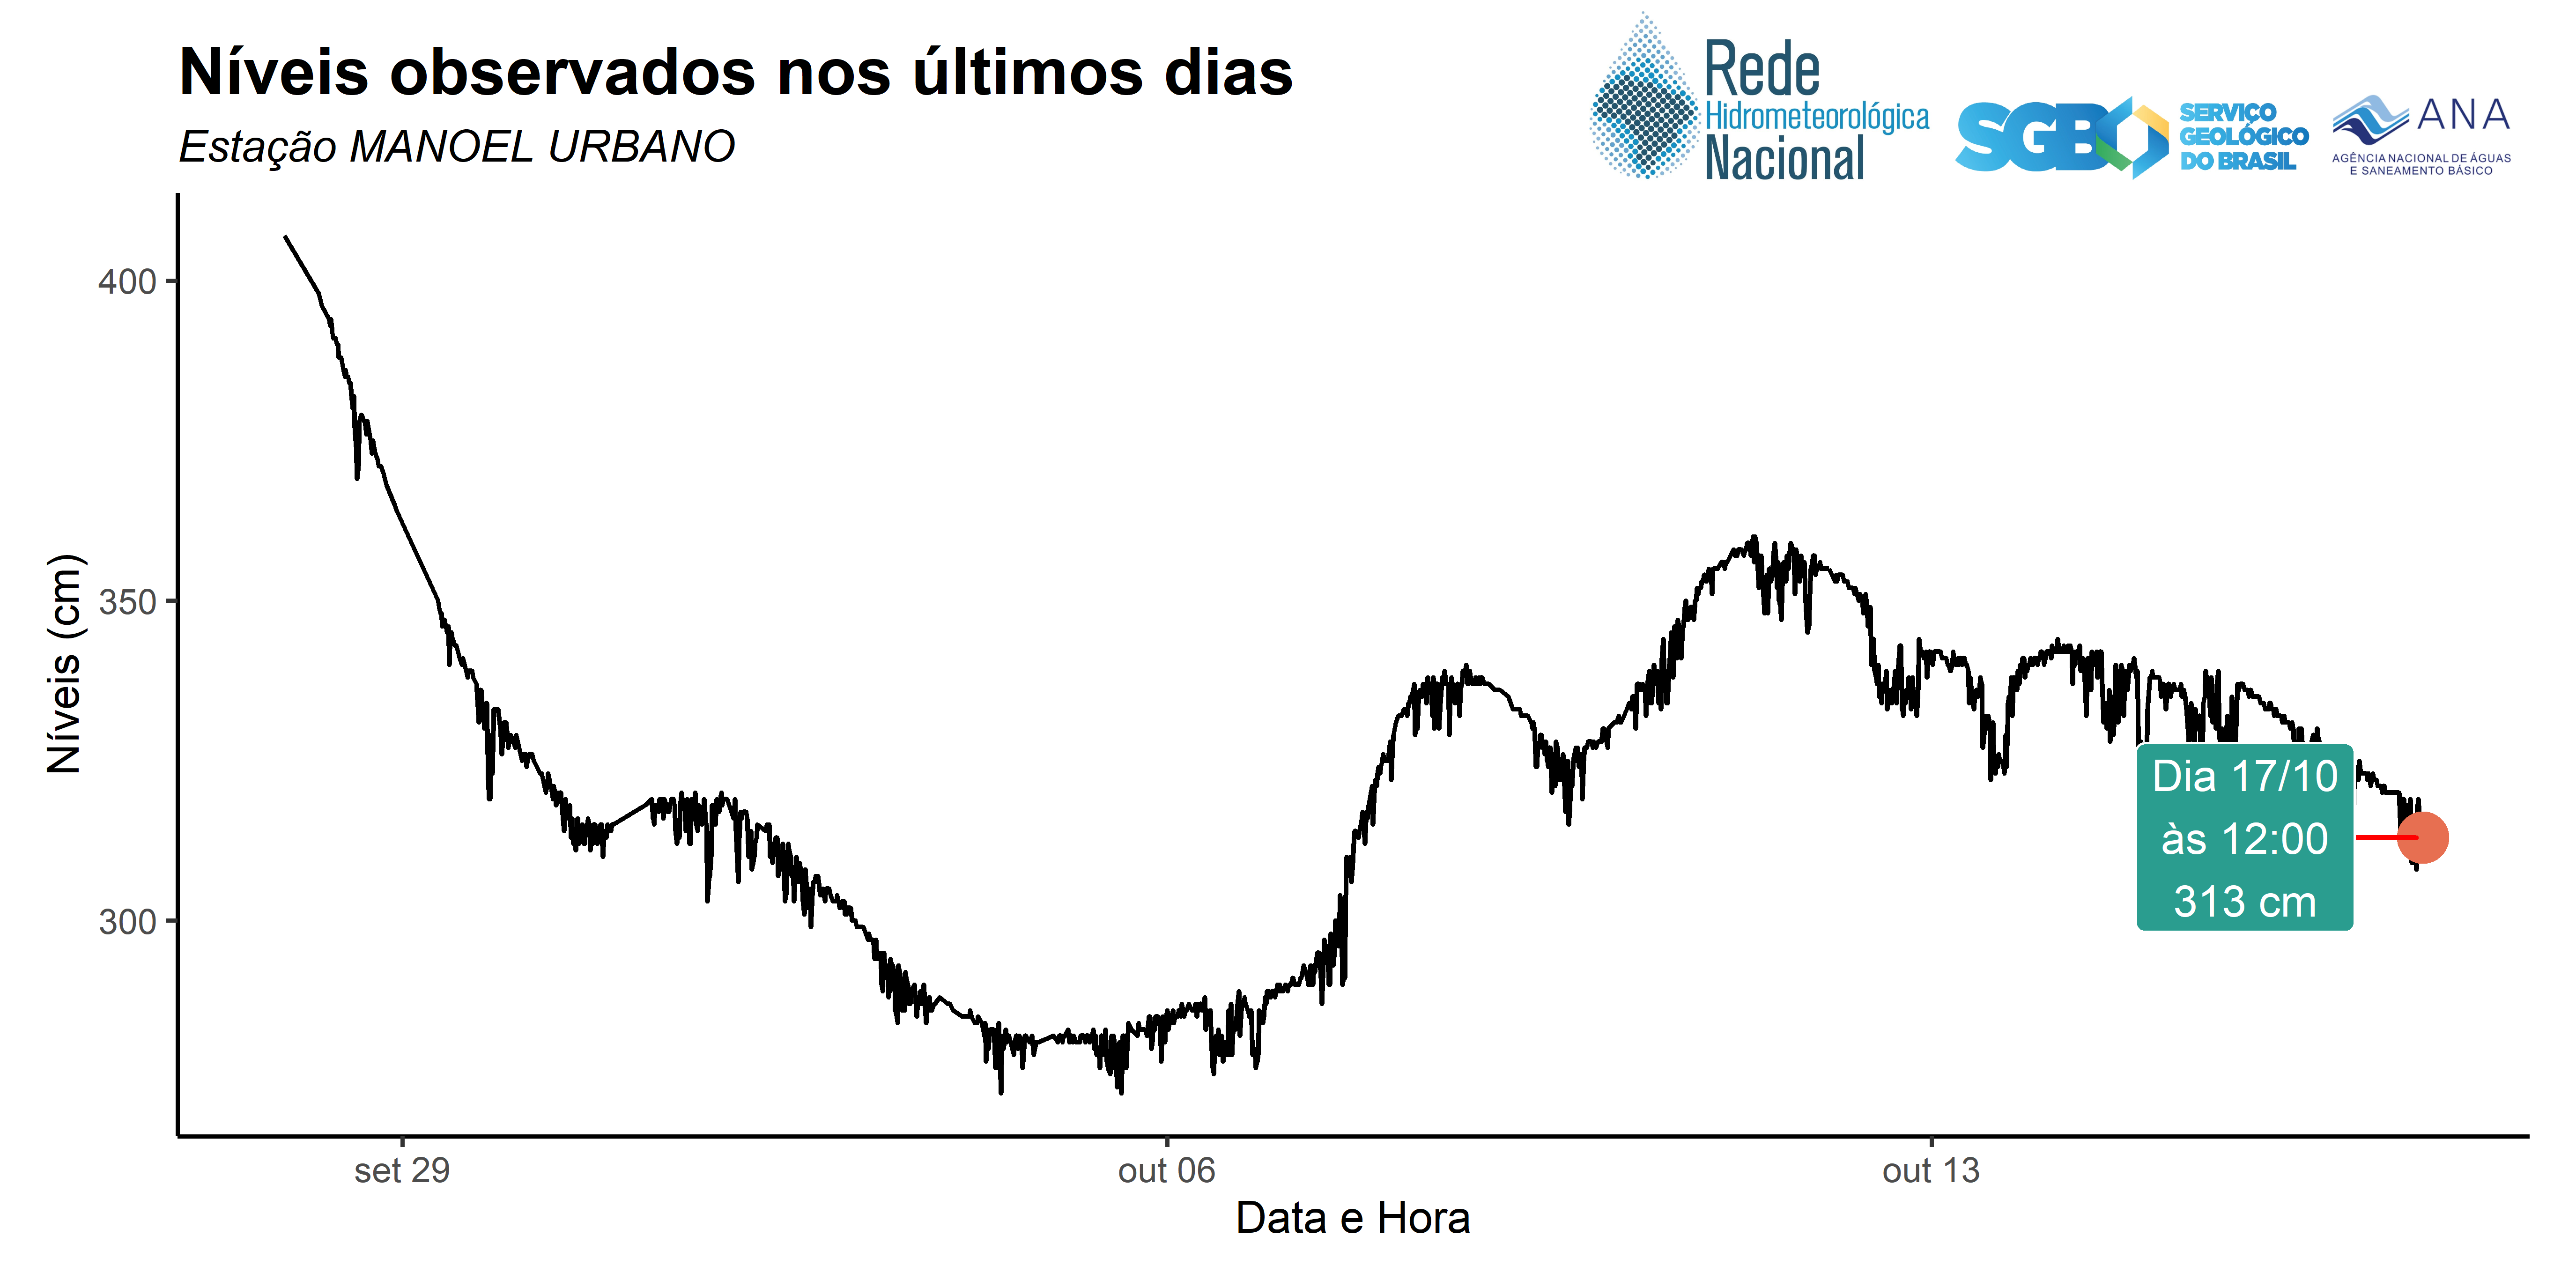 Níveis observados nos últimos dias
Estação MANOEL URBANO
Rede
Hidrometeorológica
Nacional
SGB
SERVIÇO
GEOLÓGICO
DO BRASIL
ANA
AGÊNCIA NACIONAL DE ÁGUAS
E SANEAMENTO BÁSICO
Níveis (cm)
400
350
300
Dia 17/10
às 12:00
313 cm
set 29
out 06
out 13
Data e Hora